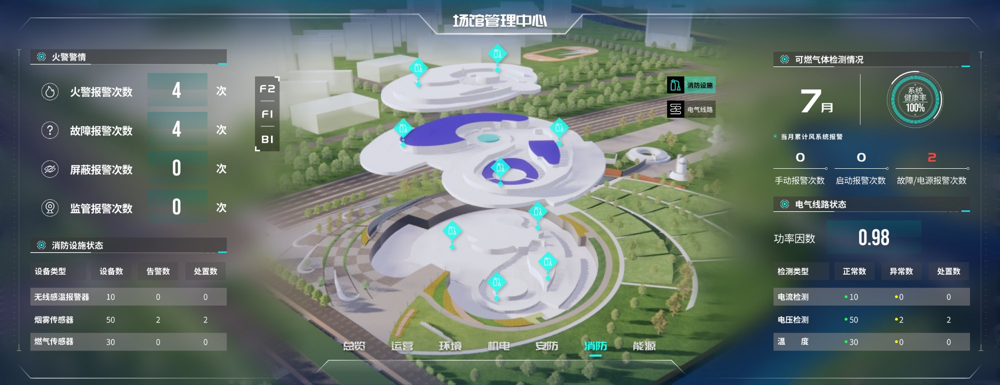 场馆管理中心
火警警情
火警报警次数 4 次
故障报警次数 4 次
屏蔽报警次数 0 次
监管报警次数 0 次
消防设施状态
设备类型 设备数 告警数 处置数
无线感温报警器 10 0 0
烟雾传感器 50 2 2
燃气传感器 30 0 0
F2
F1
B1
消防设施
电气线路
总览 运营 环境 机电 安防 消防 能源
可燃气体检测情况
7月
系统
健康率
100%
当月累计风系统报警
0 0 2
手动报警次数 启动报警次数 故障/电源报警次数
电气线路状态
功率因数 0.98
检测类型 正常数 异常数 处置数
电流检测 10 0 0
电压检测 50 2 2
温 度 30 0 0